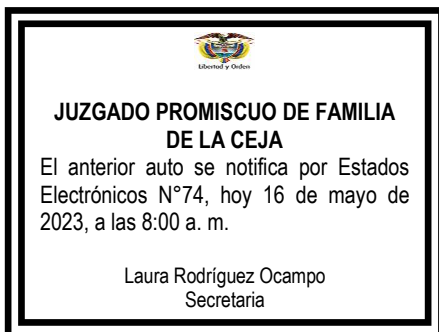 Libertad y Orden
JUZGADO PROMISCUO DE FAMILIA
DE LA CEJA
El anterior auto se notifica por Estados
Electrónicos N°74, hoy 16 de mayo de
2023, a las 8:00 a. m.
Laura Rodríguez Ocampo
Secretaria